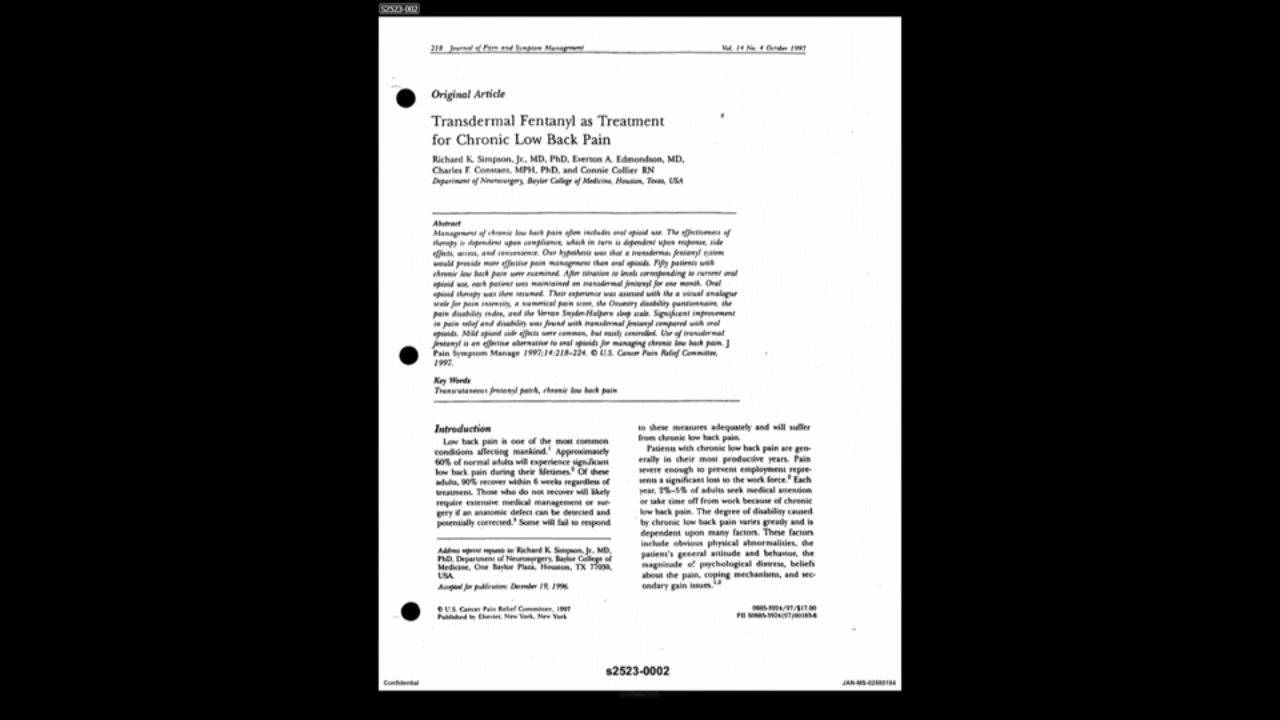 S2523-002
218 Journal of Pain and Symptom Management Vol. 14 No. 4 October 1997
Original Article
Transdermal Fentanyl as Treatment
for Chronic Low Back Pain
Richard K. Simpson, Jr., MD, PhD, Everton A. Edmondson, MD,
Charles F. Constans, MPH, PhD, and Connie Collier RN
Department of Neurosurgery, Baylor College of Medicine, Houston, Texas, USA
Abstract
Management of chronic low back pain often includes oral opioid use. The effectiveness of
therapy is dependent upon compliance, which in turn is dependent upon response, side
effects, access, and convenience. Our hypothesis was that a transdermal fentanyl system
would provide more effective pain management than oral opioids. Fifty patients with
chronic low back pain were examined. After titration to levels corresponding to current oral
opioid use, each patient was maintained on transdermal fentanyl for one month. Oral
opioid therapy was then resumed. Their experience was assessed with the a visual analogue
scale for pain intensity, a numerical pain score, the Oswestry disability questionnaire, the
pain disability index, and the Verran Snyder-Halpern sleep scale. Significant improvement
in pain relief and disability was found with transdermal fentanyl compared with oral
opioids. Mild opioid side effects were common, but easily controlled. Use of transdermal
fentanyl is an effective alternative to oral opioids for managing chronic low back pain. J
Pain Symptom Manage 1997;14:218–224. © U.S. Cancer Pain Relief Committee,
1997.
Key Words
Transcutaneous fentanyl patch, chronic low back pain
Introduction
Low back pain is one of the most common
conditions affecting mankind.1 Approximately
60% of normal adults will experience significant
low back pain during their lifetimes.2 Of these
adults, 90% recover within 6 weeks regardless of
treatment. Those who do not recover will likely
require extensive medical management or sur-
gery if an anatomic defect can be detected and
potentially corrected.3 Some will fail to respond
Address reprint requests to: Richard K. Simpson, Jr., MD,
PhD, Department of Neurosurgery, Baylor College of
Medicine, One Baylor Plaza, Houston, TX 77030,
USA.
Accepted for publication: December 19, 1996.
© U.S. Cancer Pain Relief Committee, 1997
Published by Elsevier, New York, New York
to these measures adequately and will suffer
from chronic low back pain.
Patients with chronic low back pain are gen-
erally in their most productive years. Pain
severe enough to prevent employment repre-
sents a significant loss to the work force.2 Each
year, 2%–5% of adults seek medical attention
or take time off from work because of chronic
low back pain. The degree of disability caused
by chronic low back pain varies greatly and is
dependent upon many factors. These factors
include obvious physical abnormalities, the
patient's general attitude and behavior, the
magnitude of psychological distress, beliefs
about the pain, coping mechanisms, and sec-
ondary gain issues.1,2
0885-3924/97/$17.00
PII S0885-3924(97)00183-8
s2523-0002
Confidential